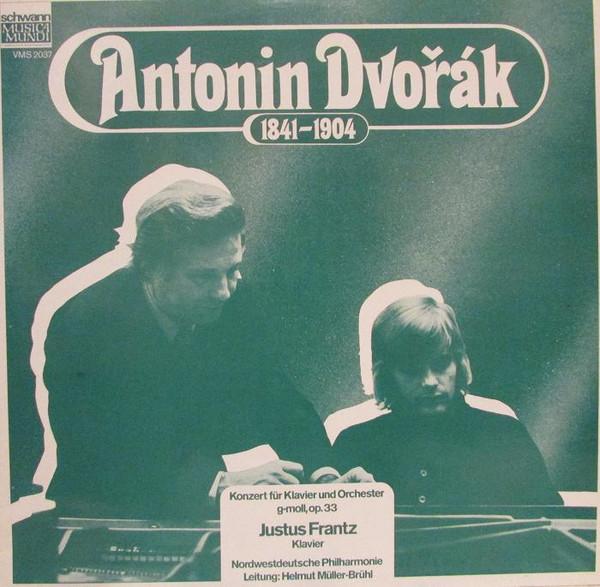 schwann
MUSICA
MUNDI
VMS 2037
Antonin Dvořák
1841–1904
Konzert für Klavier und Orchester
g-moll, op. 33
Justus Frantz
Klavier
Nordwestdeutsche Philharmonie
Leitung: Helmut Müller-Brühl